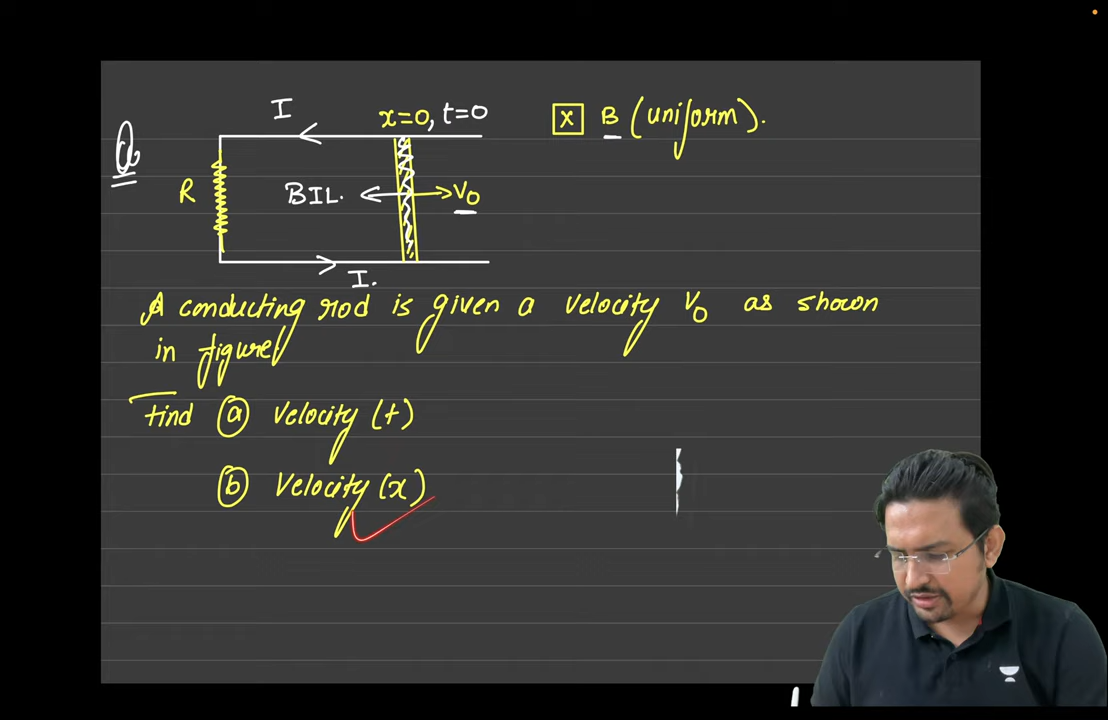 I
x=0, t=0
x B (uniform).
Q
R
BIL.
V0
I.
A conducting rod is given a velocity V0 as shown
in figure
Find a Velocity (t)
b Velocity (x)